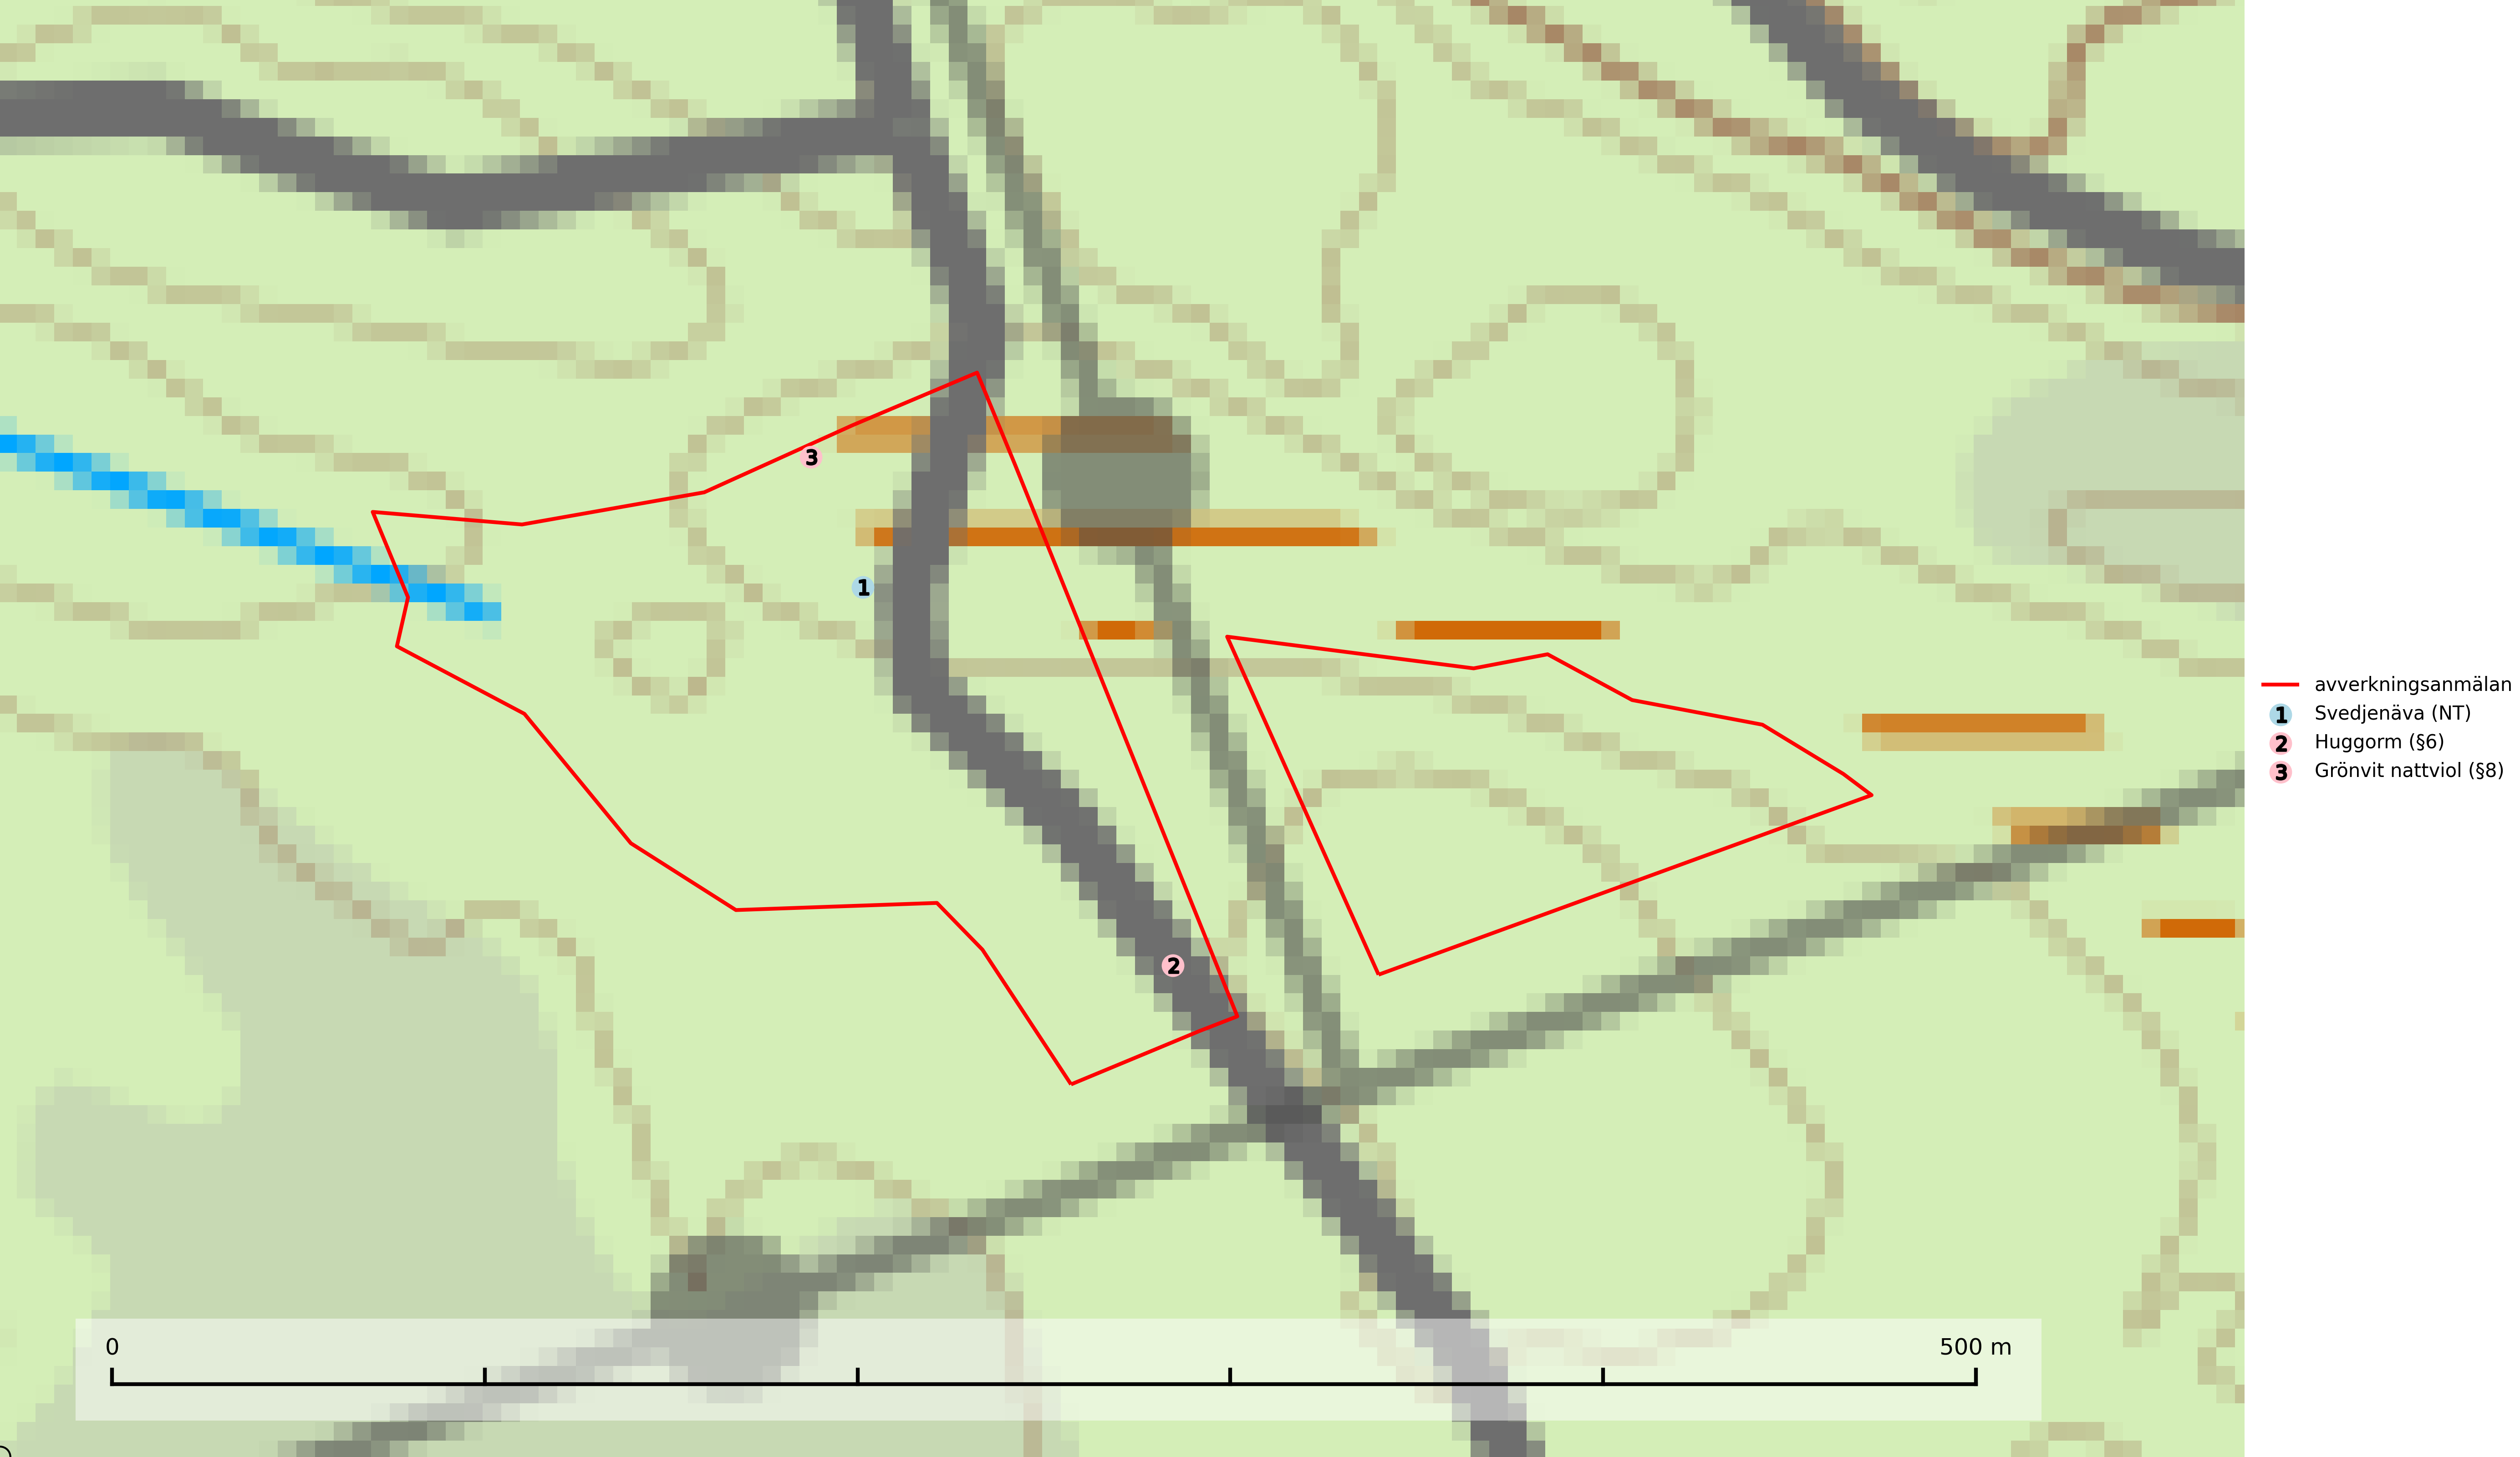 3
1
2
avverkningsanmälan
1 Svedjenäva (NT)
2 Huggorm (§6)
3 Grönvit nattviol (§8)
0 500 m